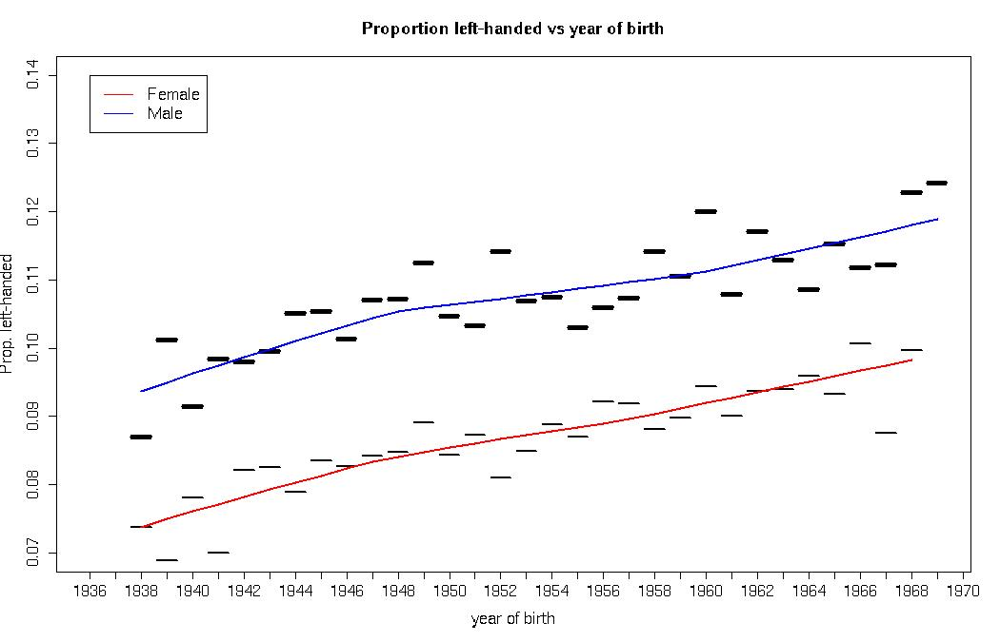 Proportion left-handed vs year of birth
Female
Male
0.14
0.13
0.12
0.11
0.10
0.09
0.08
0.07
Prop. left-handed
1936 1938 1940 1942 1944 1946 1948 1950 1952 1954 1956 1958 1960 1962 1964 1966 1968 1970
year of birth